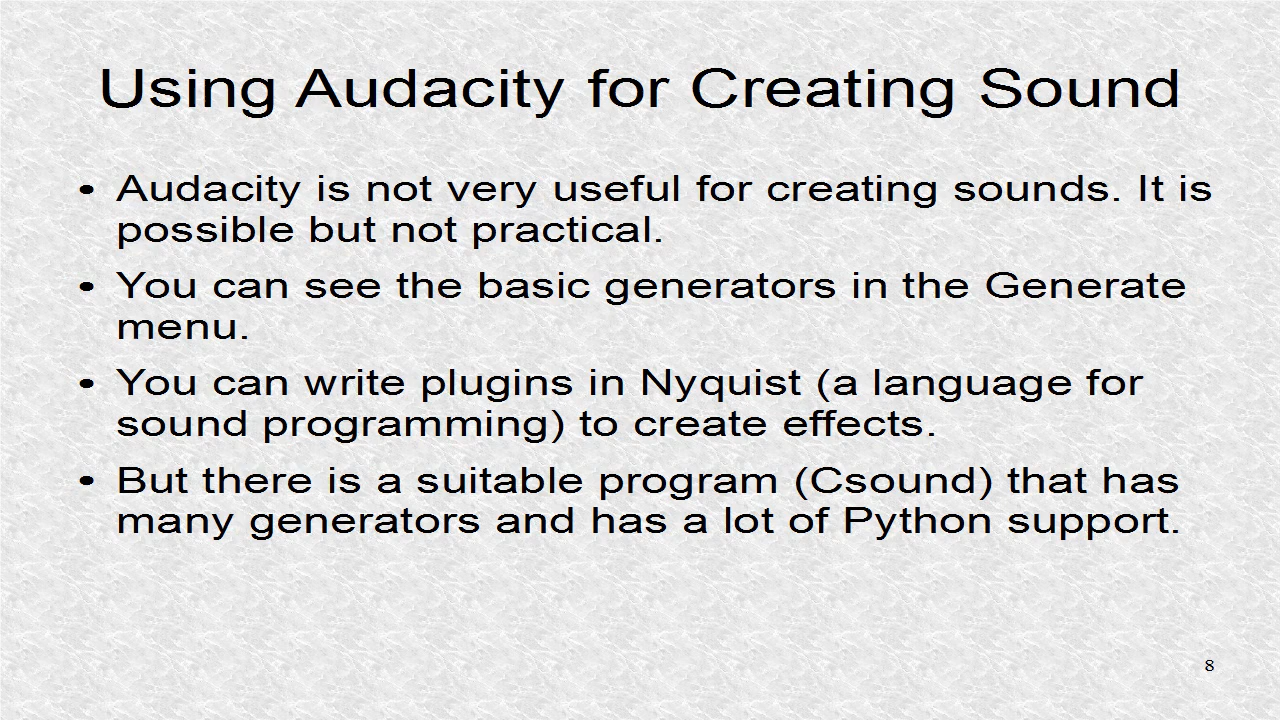 Using Audacity for Creating Sound
• Audacity is not very useful for creating sounds. It is
possible but not practical.
• You can see the basic generators in the Generate
menu.
• You can write plugins in Nyquist (a language for
sound programming) to create effects.
• But there is a suitable program (Csound) that has
many generators and has a lot of Python support.
8